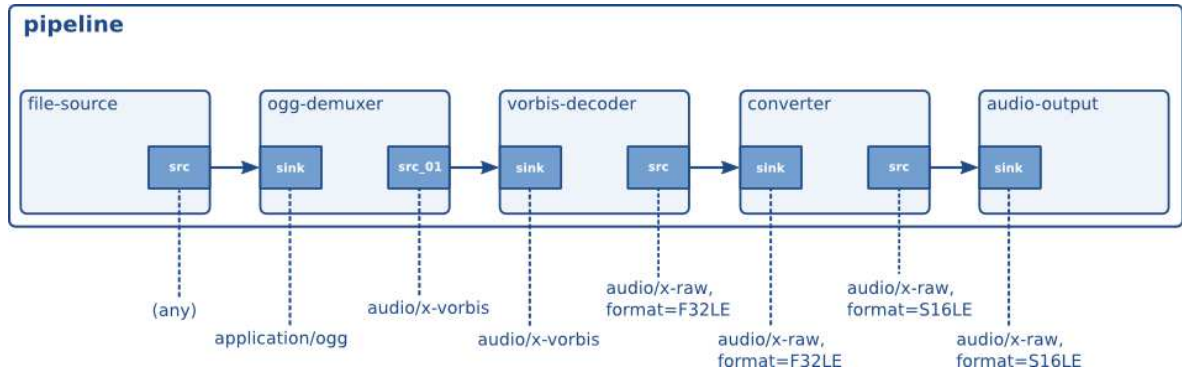 pipeline
file-source
ogg-demuxer
vorbis-decoder
converter
audio-output
src
sink
src_01
sink
src
sink
src
sink
(any)
application/ogg
audio/x-vorbis
audio/x-vorbis
audio/x-raw,
format=F32LE
audio/x-raw,
format=F32LE
audio/x-raw,
format=S16LE
audio/x-raw,
format=S16LE